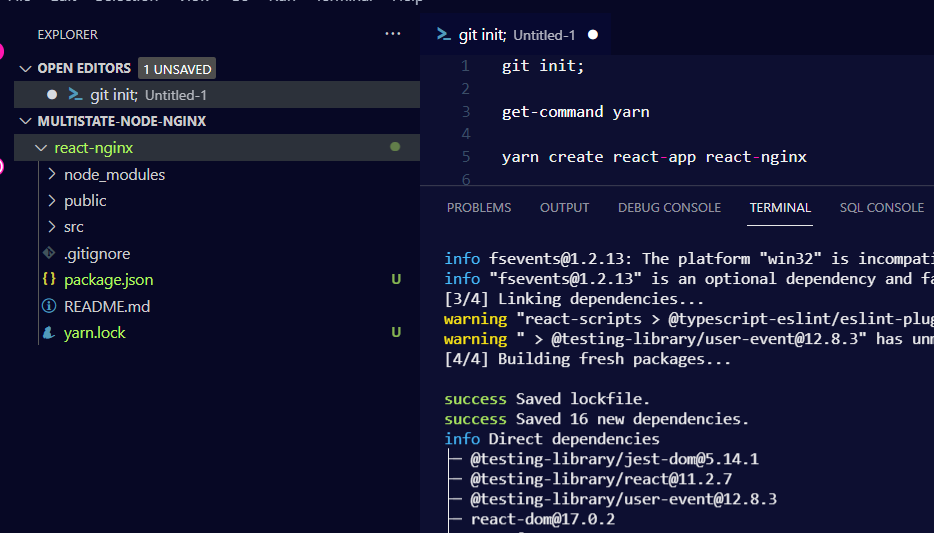 EXPLORER
...
OPEN EDITORS 1 UNSAVED
git init; Untitled-1
MULTISTATE-NODE-NGINX
react-nginx
node_modules
public
src
.gitignore
package.json U
README.md
yarn.lock U
git init; Untitled-1
1 git init;
2
3 get-command yarn
4
5 yarn create react-app react-nginx
6
PROBLEMS OUTPUT DEBUG CONSOLE TERMINAL SQL CONSOLE
info fsevents@1.2.13: The platform "win32" is
info "fsevents@1.2.13" is an optional dependency and
[3/4] Linking dependencies...
warning "react-scripts > @typescript-eslint/
warning " > @testing-library/user-event@12.8.3" has
[4/4] Building fresh packages...
success Saved lockfile.
success Saved 16 new dependencies.
info Direct dependencies
├─ @testing-library/jest-dom@5.14.1
├─ @testing-library/react@11.2.7
├─ @testing-library/user-event@12.8.3
├─ react-dom@17.0.2